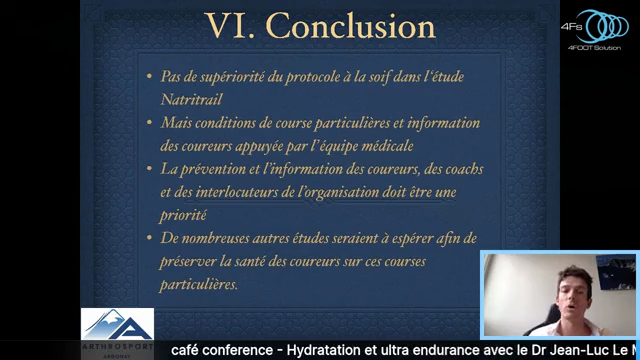 VI. Conclusion
4Fs
4FOOT Solution
• Pas de supériorité du protocole à la soif dans l'étude
Natritrail
• Mais conditions de course particulières et information
des coureurs appuyée par l'équipe médicale
• La prévention et l'information des coureurs, des coachs
et des interlocuteurs de l'organisation doit être une
priorité
• De nombreuses autres études seraient à espérer afin de
préserver la santé des coureurs sur ces courses
particulières.
ARTHROSPORT
ARGONAY
café conference - Hydratation et ultra endurance avec le Dr Jean-Luc Le